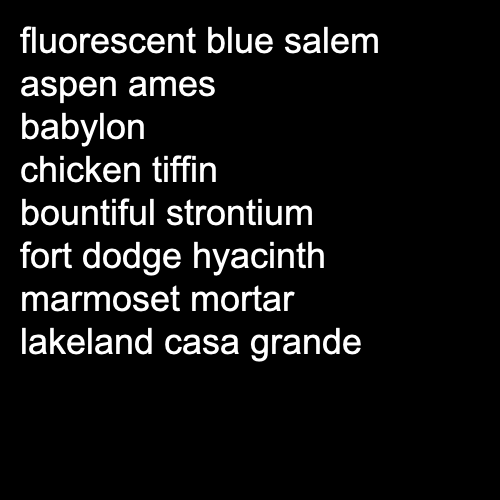 fluorescent blue salem
aspen ames
babylon
chicken tiffin
bountiful strontium
fort dodge hyacinth
marmoset mortar
lakeland casa grande